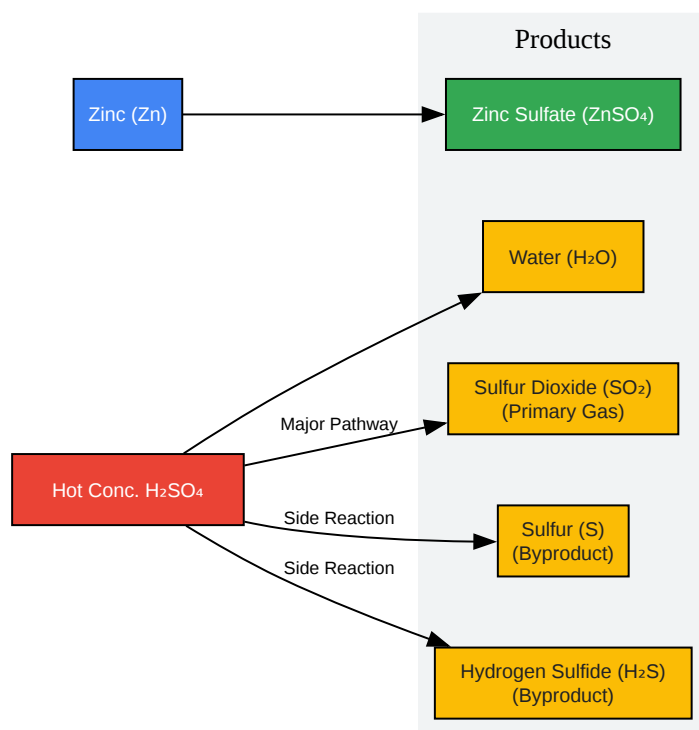 Products
Zinc (Zn)
Zinc Sulfate (ZnSO₄)
Water (H₂O)
Sulfur Dioxide (SO₂)
(Primary Gas)
Major Pathway
Hot Conc. H₂SO₄
Side Reaction
Sulfur (S)
(Byproduct)
Side Reaction
Hydrogen Sulfide (H₂S)
(Byproduct)